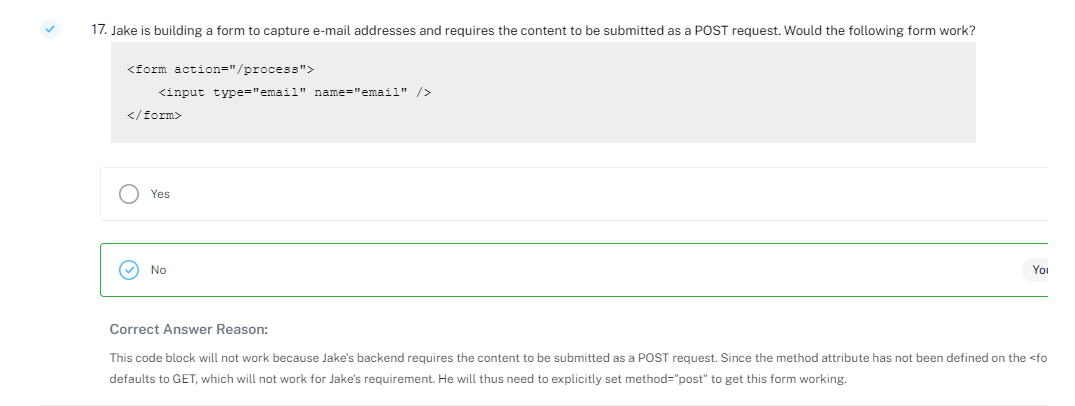 17. Jake is building a form to capture e-mail addresses and requires the content to be submitted as a POST request. Would the following form work?
<form action="/process">
    <input type="email" name="email" />
</form>
Yes
No
Correct Answer Reason:
This code block will not work because Jake's backend requires the content to be submitted as a POST request. Since the method attribute has not been defined on the <fo
defaults to GET, which will not work for Jake's requirement. He will thus need to explicitly set method="post" to get this form working.